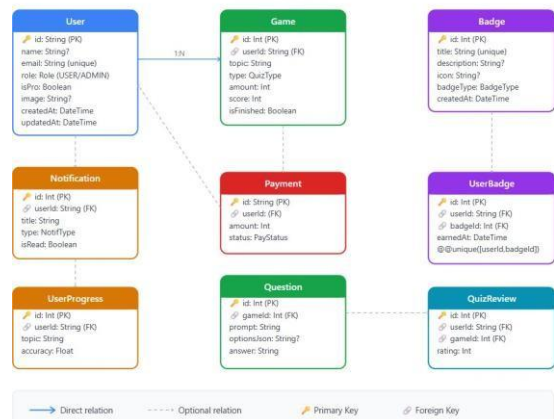 User
id: String (PK)
name: String?
email: String (unique)
role: Role (USER/ADMIN)
isPro: Boolean
image: String?
createdAt: DateTime
updatedAt: DateTime
1:N
Game
id: Int (PK)
userId: String (FK)
topic: String
type: QuizType
amount: Int
score: Int
isFinished: Boolean
Badge
id: Int (PK)
title: String (unique)
description: String?
icon: String?
badgeType: BadgeType
createdAt: DateTime
Notification
id: Int (PK)
userId: String (FK)
title: String
type: NotifType
isRead: Boolean
Payment
id: String (PK)
userId: (FK)
amount: Int
status: PayStatus
UserBadge
id: Int (PK)
userId: String (FK)
badgeId: Int (FK)
earnedAt: DateTime
@@unique([userId,badgeId])
UserProgress
id: Int (PK)
userId: String (FK)
topic: String
accuracy: Float
Question
id: Int (PK)
gameId: Int (FK)
prompt: String
optionsJson: String?
answer: String
QuizReview
id: Int (PK)
userId: String (FK)
gameId: Int (FK)
rating: Int
Direct relation
Optional relation
Primary Key
Foreign Key